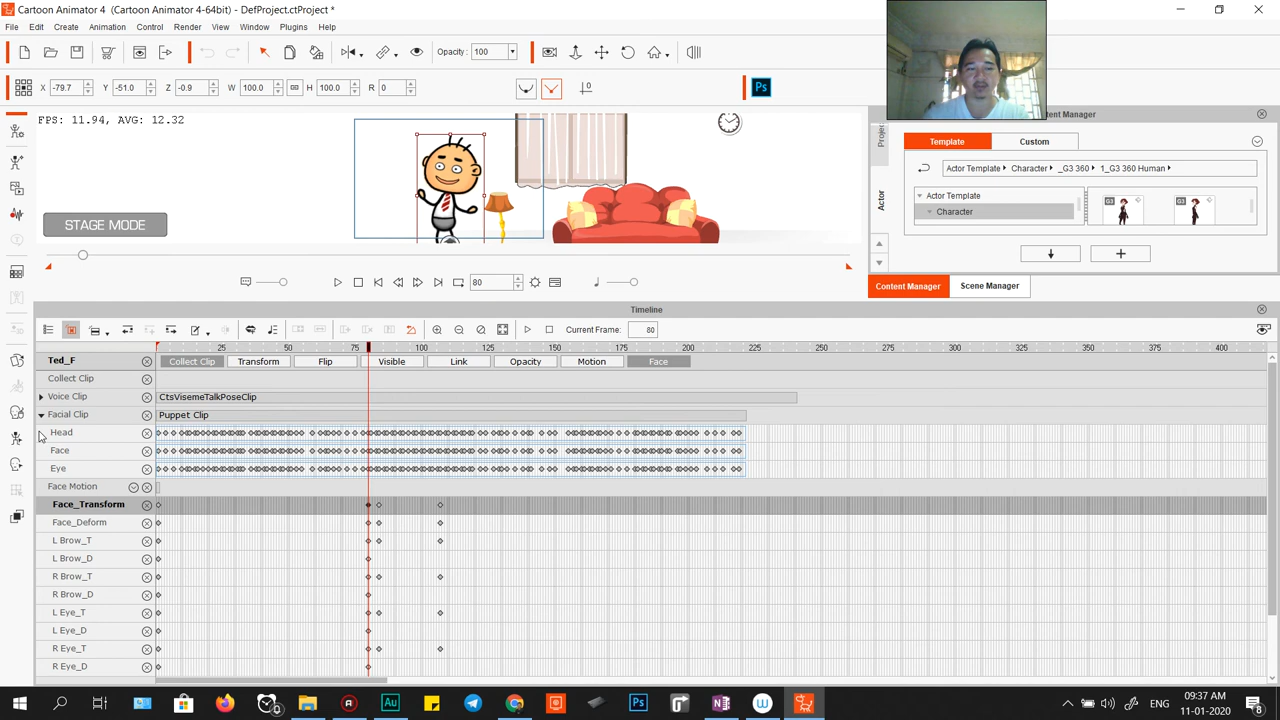 Cartoon Animator 4 (Cartoon Animator 4-64bit) - DefProject.ctProject *
File Edit Create Animation Control Render View Window Plugins Help
Opacity : 100
X -79.7 Y -51.0 Z -0.9 W 100.0 H 100.0 R 0 Ps
FPS: 11.94, AVG: 12.32
ntent Manager
Template Custom
Actor Template Character _G3 360 1_G3 360 Human
Actor Template
Character
G3 G3
Actor
STAGE MODE
80
Content Manager Scene Manager
Timeline
Current Frame: 80
25 50 75 100 125 150 175 200 225 250 275 300 325 350 375 400
Ted_F Collect Clip Transform Flip Visible Link Opacity Motion Face
Collect Clip
Voice Clip CtsVisemeTalkPoseClip
Facial Clip Puppet Clip
Head
Face
Eye
Face Motion
Face_Transform
Face_Deform
L Brow_T
L Brow_D
R Brow_T
R Brow_D
L Eye_T
L Eye_D
R Eye_T
R Eye_D
ENG 09:37 AM
11-01-2020